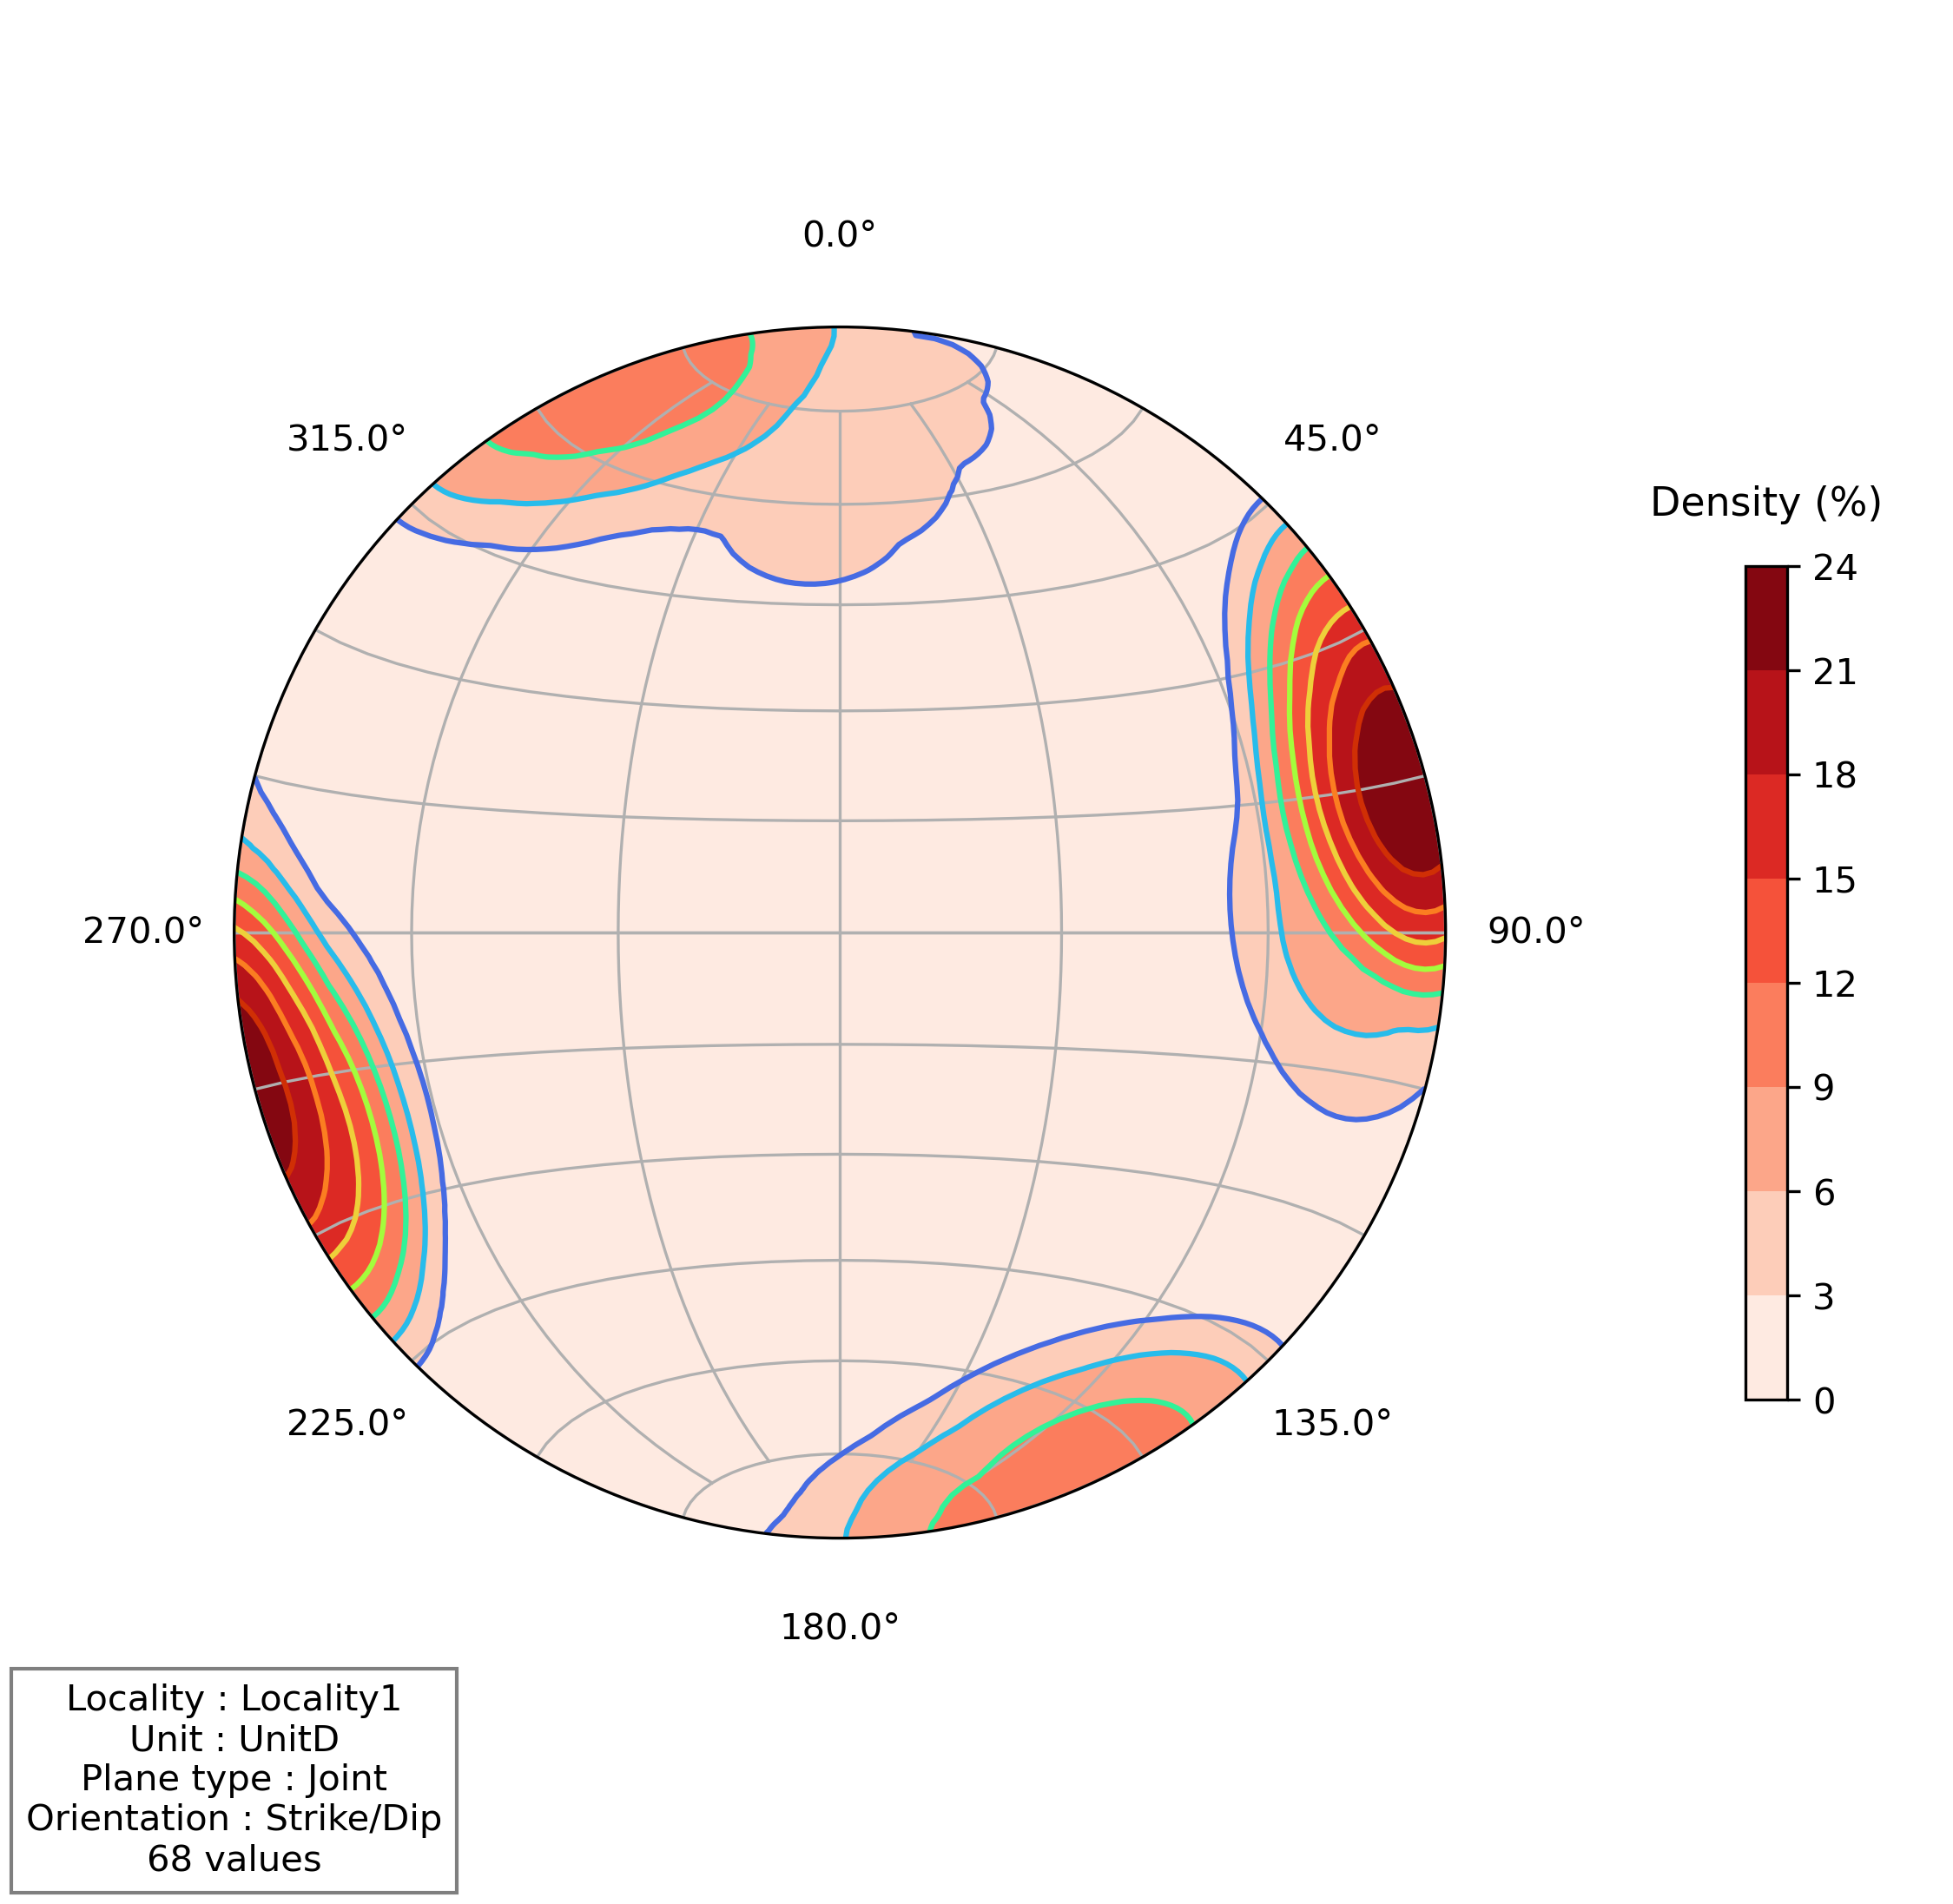 0.0°
315.0°
45.0°
Density (%)
24
21
18
270.0°
90.0°
15
12
9
6
3
0
225.0°
135.0°
180.0°
Locality : Locality1
Unit : UnitD
Plane type : Joint
Orientation : Strike/Dip
68 values